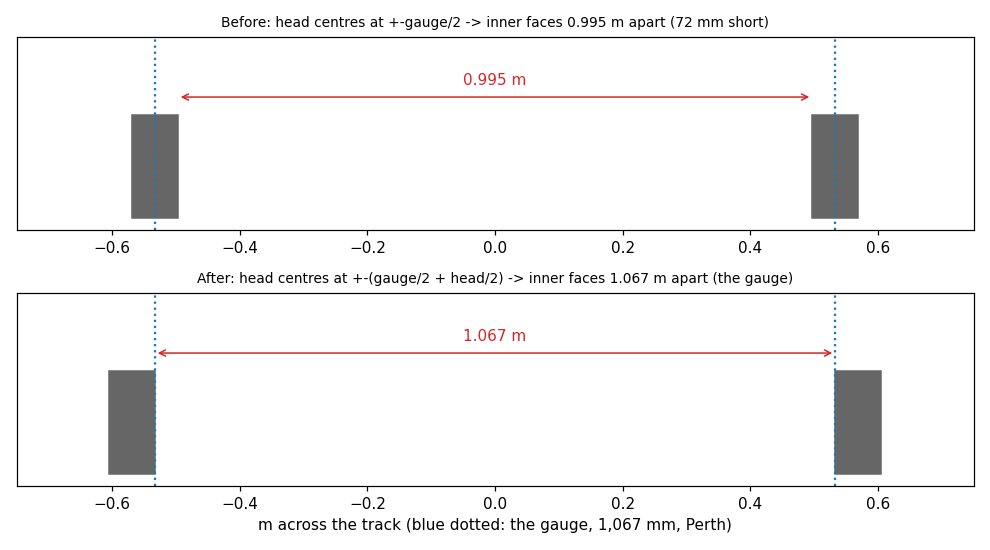 Before: head centres at +-gauge/2 -> inner faces 0.995 m apart (72 mm short)
0.995 m
−0.6 −0.4 −0.2 0.0 0.2 0.4 0.6
After: head centres at +-(gauge/2 + head/2) -> inner faces 1.067 m apart (the gauge)
1.067 m
−0.6 −0.4 −0.2 0.0 0.2 0.4 0.6
m across the track (blue dotted: the gauge, 1,067 mm, Perth)